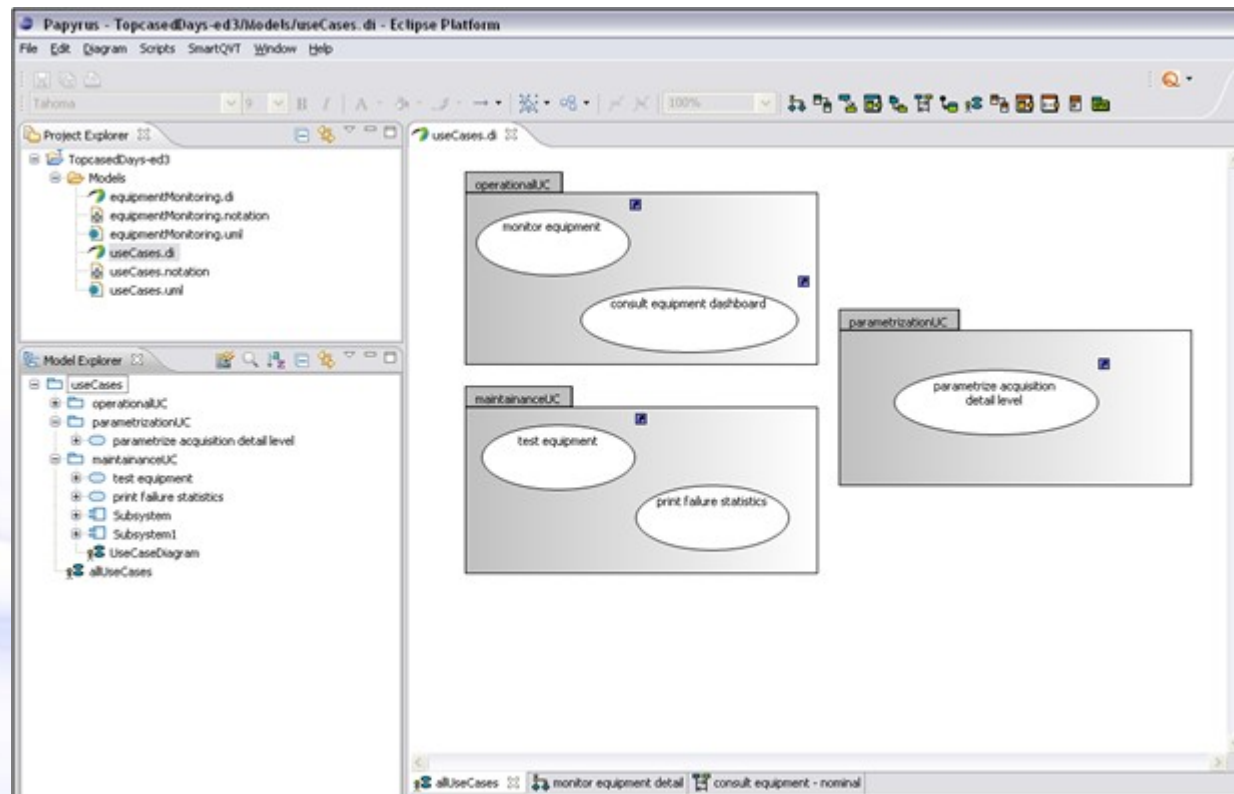 Papyrus - TopcasedDays-ed3/Models/useCases.di - Eclipse Platform
File Edit Diagram Scripts SmartQVT Window Help
Tahoma 9 B I A 100%
Project Explorer
TopcasedDays-ed3
Models
equipmentMonitoring.di
equipmentMonitoring.notation
equipmentMonitoring.uml
useCases.di
useCases.notation
useCases.uml
Model Explorer
useCases
operationalUC
parametrizationUC
parametrize acquisition detail level
maintainanceUC
test equipment
print failure statistics
Subsystem
Subsystem1
UseCaseDiagram
allUseCases
useCases.di
operationalUC
monitor equipment
consult equipment dashboard
parametrizationUC
parametrize acquisition
detail level
maintainanceUC
test equipment
print failure statistics
allUseCases monitor equipment detail consult equipment - nominal